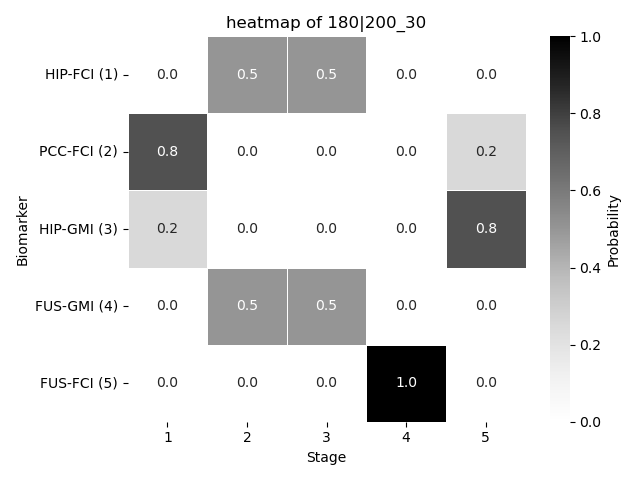 heatmap of 180|200_30
HIP-FCI (1) 0.0 0.5 0.5 0.0 0.0
PCC-FCI (2) 0.8 0.0 0.0 0.0 0.2
HIP-GMI (3) 0.2 0.0 0.0 0.0 0.8
FUS-GMI (4) 0.0 0.5 0.5 0.0 0.0
FUS-FCI (5) 0.0 0.0 0.0 1.0 0.0
1 2 3 4 5
Stage
Biomarker
1.0
0.8
0.6
0.4
0.2
0.0
Probability